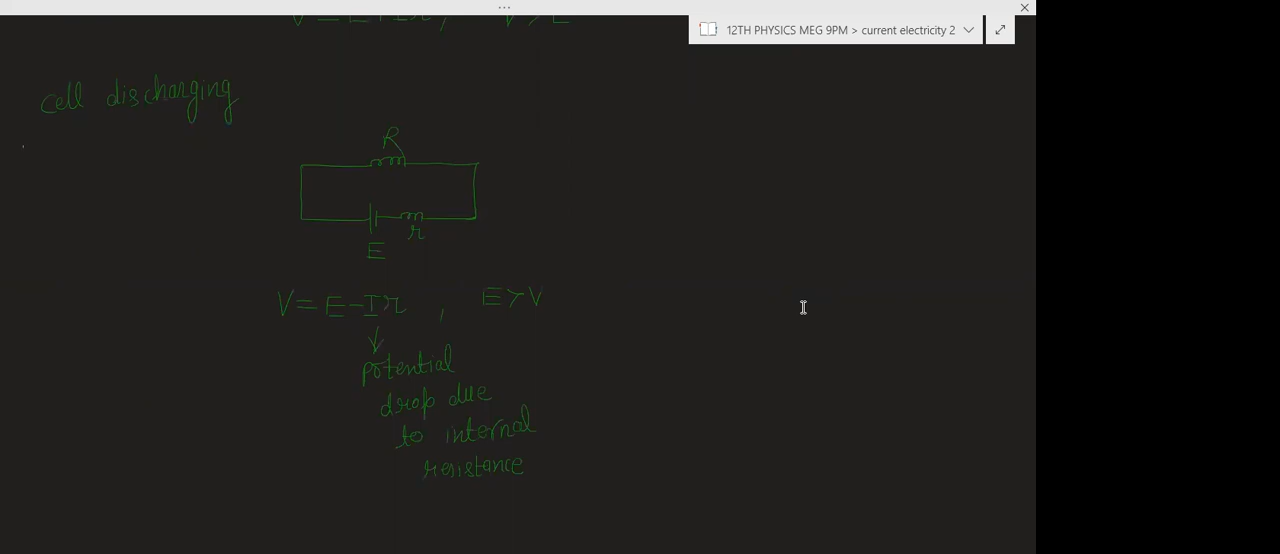 12TH PHYSICS MEG 9PM > current electricity 2
cell discharging
R
r
E
V = E - Ir , E > V
↓
potential
drop due
to internal
resistance